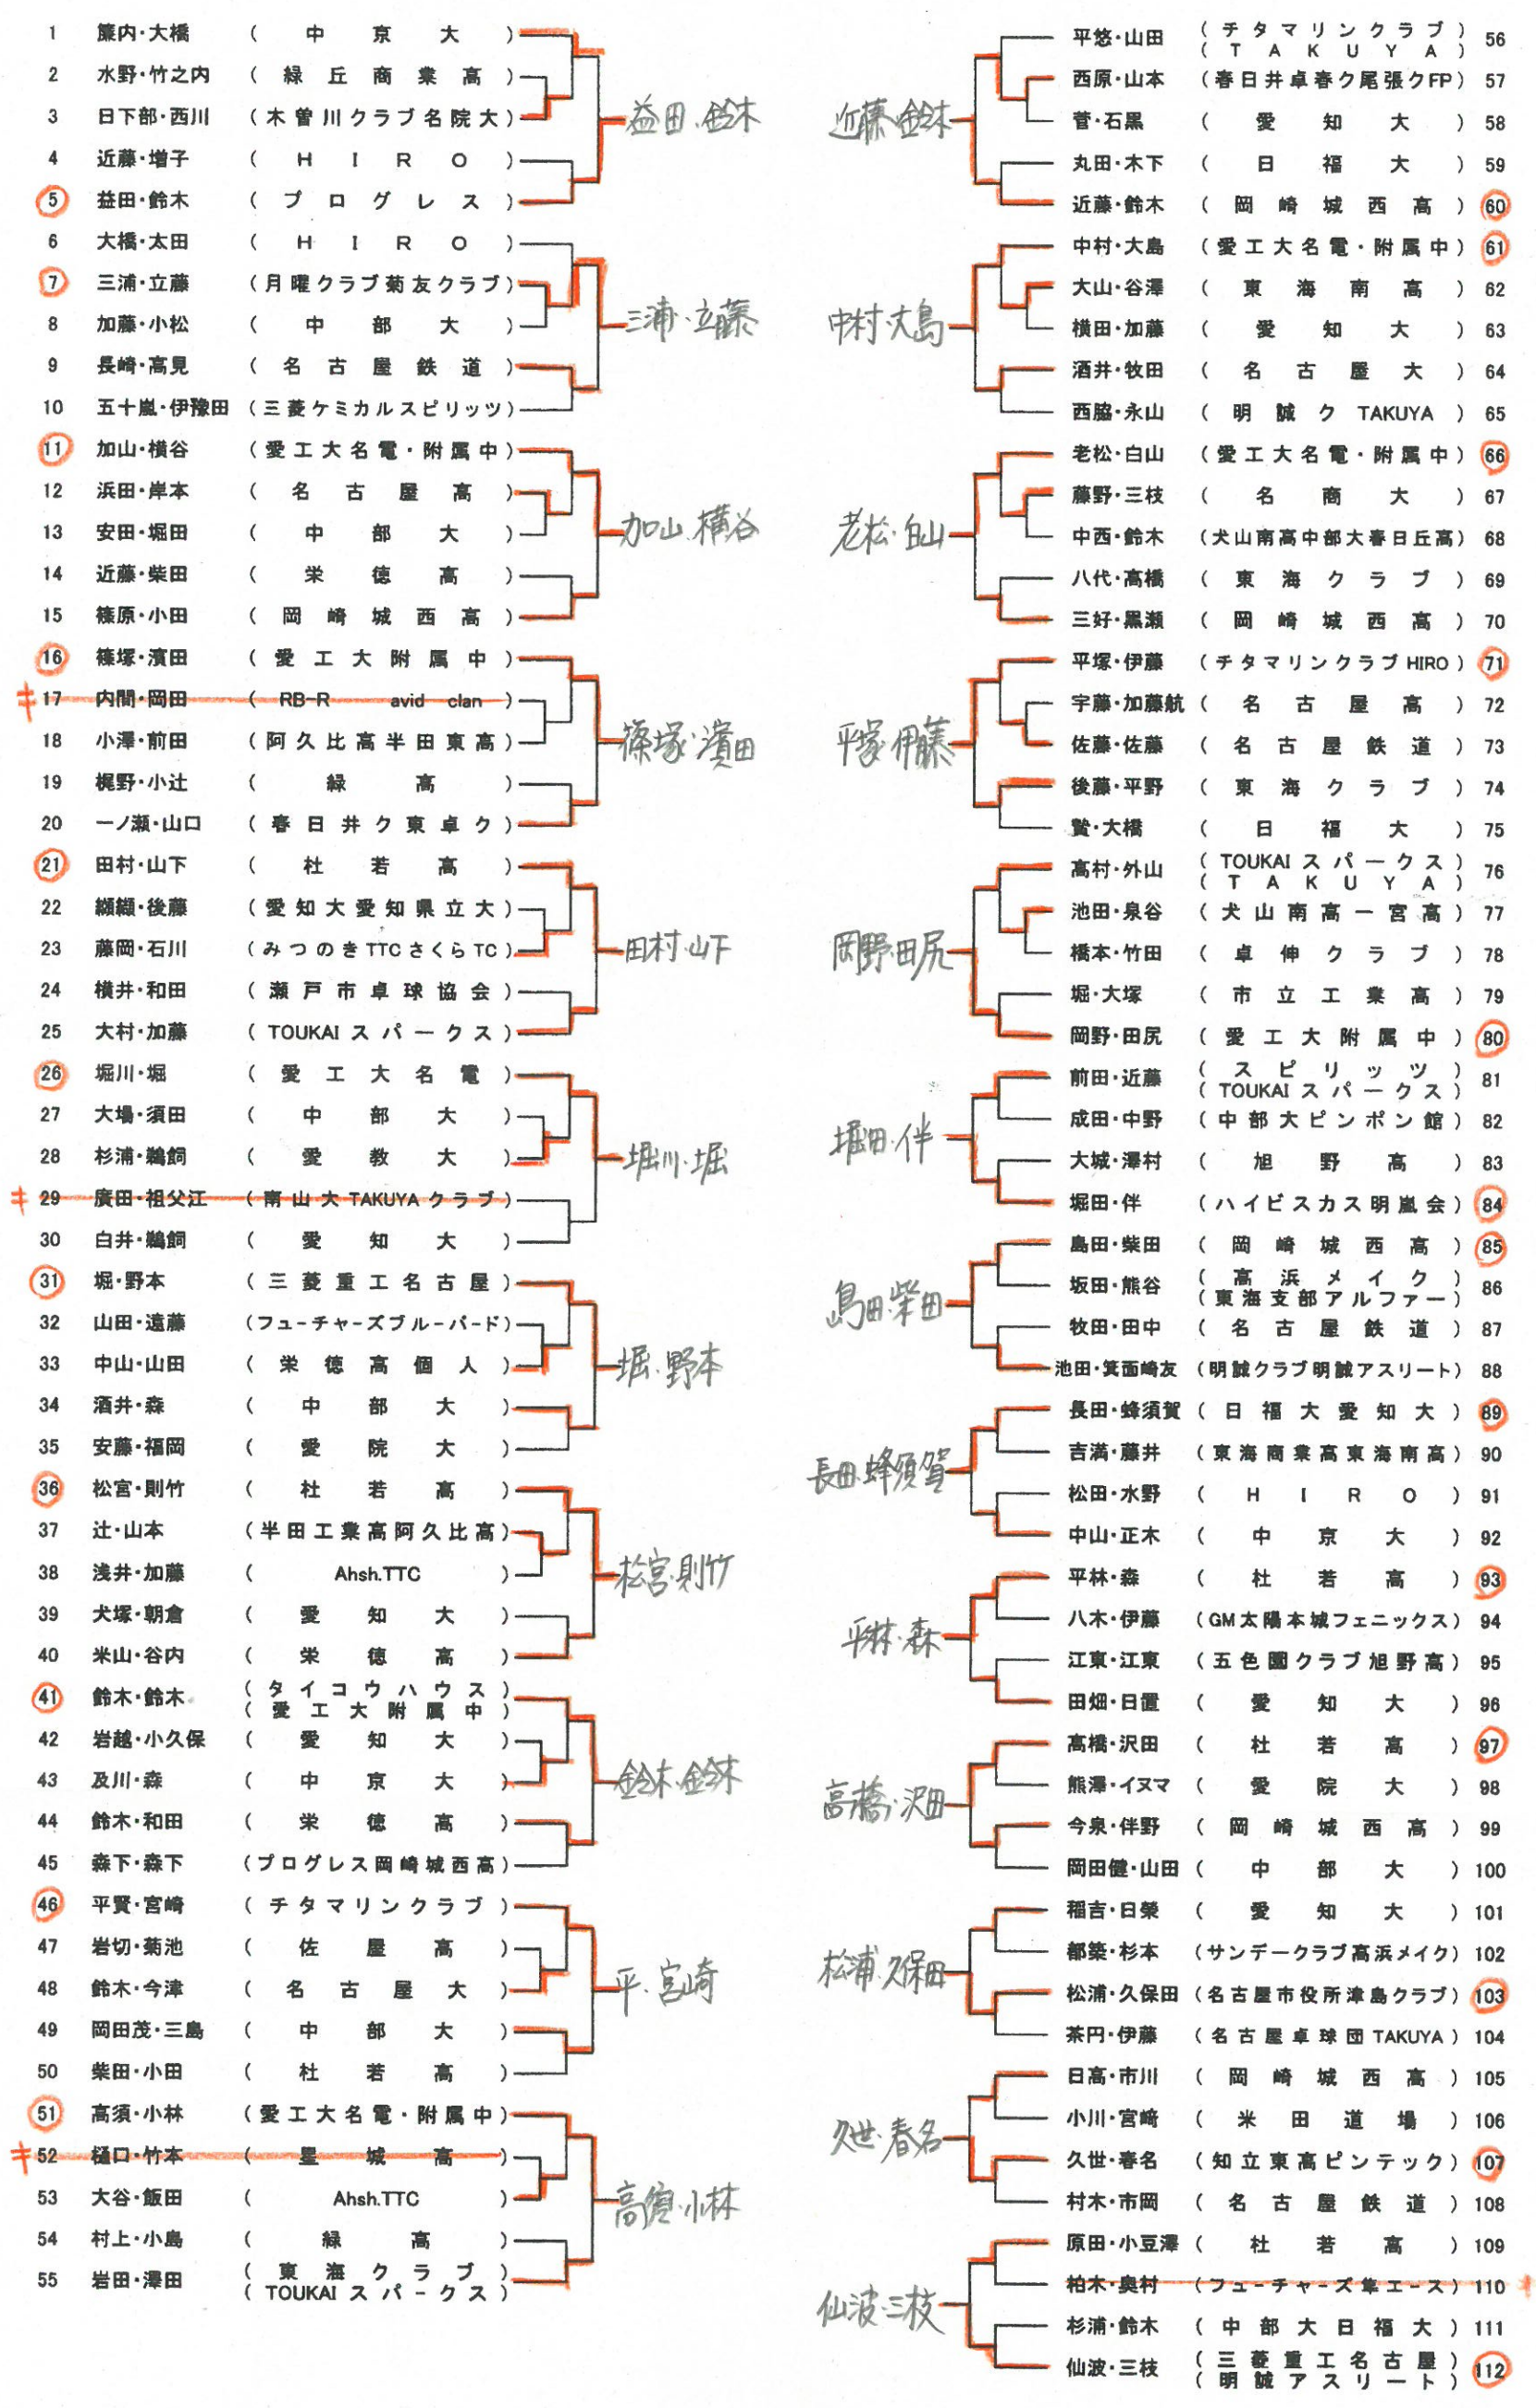 1 簾内・大橋 ( 中京大 )
2 水野・竹之内 ( 緑丘商業高 )
3 日下部・西川 ( 木曽川クラブ名院大 )
4 近藤・増子 ( HIRO )
5 益田・鈴木 ( プログレス )
益田・鈴木
6 大橋・太田 ( HIRO )
7 三浦・立藤 ( 月曜クラブ菊友クラブ )
8 加藤・小松 ( 中部大 )
9 長崎・高見 ( 名古屋鉄道 )
10 五十嵐・伊豫田 ( 三菱ケミカルスピリッツ )
三浦・立藤
11 加山・横谷 ( 愛工大名電・附属中 )
12 浜田・岸本 ( 名古屋高 )
13 安田・堀田 ( 中部大 )
14 近藤・柴田 ( 栄徳高 )
15 篠原・小田 ( 岡崎城西高 )
加山・横谷
16 篠塚・濱田 ( 愛工大附属中 )
キ 17 内間・岡田 ( RB-R avid clan )
18 小澤・前田 ( 阿久比高半田東高 )
19 梶野・小辻 ( 緑高 )
20 一ノ瀬・山口 ( 春日井ク東卓ク )
篠塚・濱田
21 田村・山下 ( 杜若高 )
22 纐纈・後藤 ( 愛知大愛知県立大 )
23 藤岡・石川 ( みつのきTTCさくらTC )
24 横井・和田 ( 瀬戸市卓球協会 )
25 大村・加藤 ( TOUKAIスパークス )
田村・山下
26 堀川・堀 ( 愛工大名電 )
27 大場・須田 ( 中部大 )
28 杉浦・鵜飼 ( 愛教大 )
キ 29 廣田・祖父江 ( 南山大TAKUYAクラブ )
30 白井・鵜飼 ( 愛知大 )
堀川・堀
31 堀・野本 ( 三菱重工名古屋 )
32 山田・遠藤 ( フューチャーズブルーバード )
33 中山・山田 ( 栄徳高個人 )
34 酒井・森 ( 中部大 )
35 安藤・福岡 ( 愛院大 )
堀・野本
36 松宮・則竹 ( 杜若高 )
37 辻・山本 ( 半田工業高阿久比高 )
38 浅井・加藤 ( Ahsh.TTC )
39 犬塚・朝倉 ( 愛知大 )
40 米山・谷内 ( 栄徳高 )
松宮・則竹
41 鈴木・鈴木 ( タイコウハウス )
( 愛工大附属中 )
42 岩越・小久保 ( 愛知大 )
43 及川・森 ( 中京大 )
44 鈴木・和田 ( 栄徳高 )
45 森下・森下 ( プログレス岡崎城西高 )
鈴木・鈴木
46 平賢・宮崎 ( チタマリンクラブ )
47 岩切・菊池 ( 佐屋高 )
48 鈴木・今津 ( 名古屋大 )
49 岡田茂・三島 ( 中部大 )
50 柴田・小田 ( 杜若高 )
平・宮崎
51 高須・小林 ( 愛工大名電・附属中 )
キ 52 樋口・竹本 ( 星城高 )
53 大谷・飯田 ( Ahsh.TTC )
54 村上・小島 ( 緑高 )
55 岩田・澤田 ( 東海クラブ )
( TOUKAIスパークス )
高須・小林
平悠・山田 ( チタマリンクラブ ) 56
( TAKUYA )
西原・山本 ( 春日井卓春ク尾張クFP ) 57
菅・石黒 ( 愛知大 ) 58
丸田・木下 ( 日福大 ) 59
近藤・鈴木 ( 岡崎城西高 ) 60
近藤・鈴木
中村・大島 ( 愛工大名電・附属中 ) 61
大山・谷澤 ( 東海南高 ) 62
横田・加藤 ( 愛知大 ) 63
酒井・牧田 ( 名古屋大 ) 64
西脇・永山 ( 明誠クTAKUYA ) 65
中村・大島
老松・白山 ( 愛工大名電・附属中 ) 66
藤野・三枝 ( 名商大 ) 67
中西・鈴木 ( 犬山南高中部大春日丘高 ) 68
八代・高橋 ( 東海クラブ ) 69
三好・黒瀬 ( 岡崎城西高 ) 70
老松・白山
平塚・伊藤 ( チタマリンクラブHIRO ) 71
宇藤・加藤航 ( 名古屋高 ) 72
佐藤・佐藤 ( 名古屋鉄道 ) 73
後藤・平野 ( 東海クラブ ) 74
贄・大橋 ( 日福大 ) 75
平塚・伊藤
高村・外山 ( TOUKAIスパークス ) 76
( TAKUYA )
池田・泉谷 ( 犬山南高一宮高 ) 77
橋本・竹田 ( 卓伸クラブ ) 78
堀・大塚 ( 市立工業高 ) 79
岡野・田尻 ( 愛工大附属中 ) 80
岡野・田尻
前田・近藤 ( スピリッツ ) 81
( TOUKAIスパークス )
成田・中野 ( 中部大ピンポン館 ) 82
大城・澤村 ( 旭野高 ) 83
堀田・伴 ( ハイビスカス明嵐会 ) 84
堀田・伴
島田・柴田 ( 岡崎城西高 ) 85
坂田・熊谷 ( 高浜メイク ) 86
( 東海支部アルファー )
牧田・田中 ( 名古屋鉄道 ) 87
池田・箕面崎友 ( 明誠クラブ明誠アスリート ) 88
島田・柴田
長田・蜂須賀 ( 日福大愛知大 ) 89
吉満・藤井 ( 東海商業高東海南高 ) 90
松田・水野 ( HIRO ) 91
中山・正木 ( 中京大 ) 92
長田・蜂須賀
平林・森 ( 杜若高 ) 93
八木・伊藤 ( GM太陽本城フェニックス ) 94
江東・江東 ( 五色園クラブ旭野高 ) 95
田畑・日置 ( 愛知大 ) 96
平林・森
高橋・沢田 ( 杜若高 ) 97
熊澤・イヌマ ( 愛院大 ) 98
今泉・伴野 ( 岡崎城西高 ) 99
岡田健・山田 ( 中部大 ) 100
高橋・沢田
稲吉・日榮 ( 愛知大 ) 101
都築・杉本 ( サンデークラブ高浜メイク ) 102
松浦・久保田 ( 名古屋市役所津島クラブ ) 103
茶円・伊藤 ( 名古屋卓球団TAKUYA ) 104
松浦・久保田
日高・市川 ( 岡崎城西高 ) 105
小川・宮崎 ( 米田道場 ) 106
久世・春名 ( 知立東高ピンテック ) 107
村木・市岡 ( 名古屋鉄道 ) 108
久世・春名
原田・小豆澤 ( 杜若高 ) 109
柏木・奥村 ( フューチャーズ隼エース ) 110 キ
杉浦・鈴木 ( 中部大日福大 ) 111
仙波・三枝 ( 三菱重工名古屋 ) 112
( 明誠アスリート )
仙波・三枝